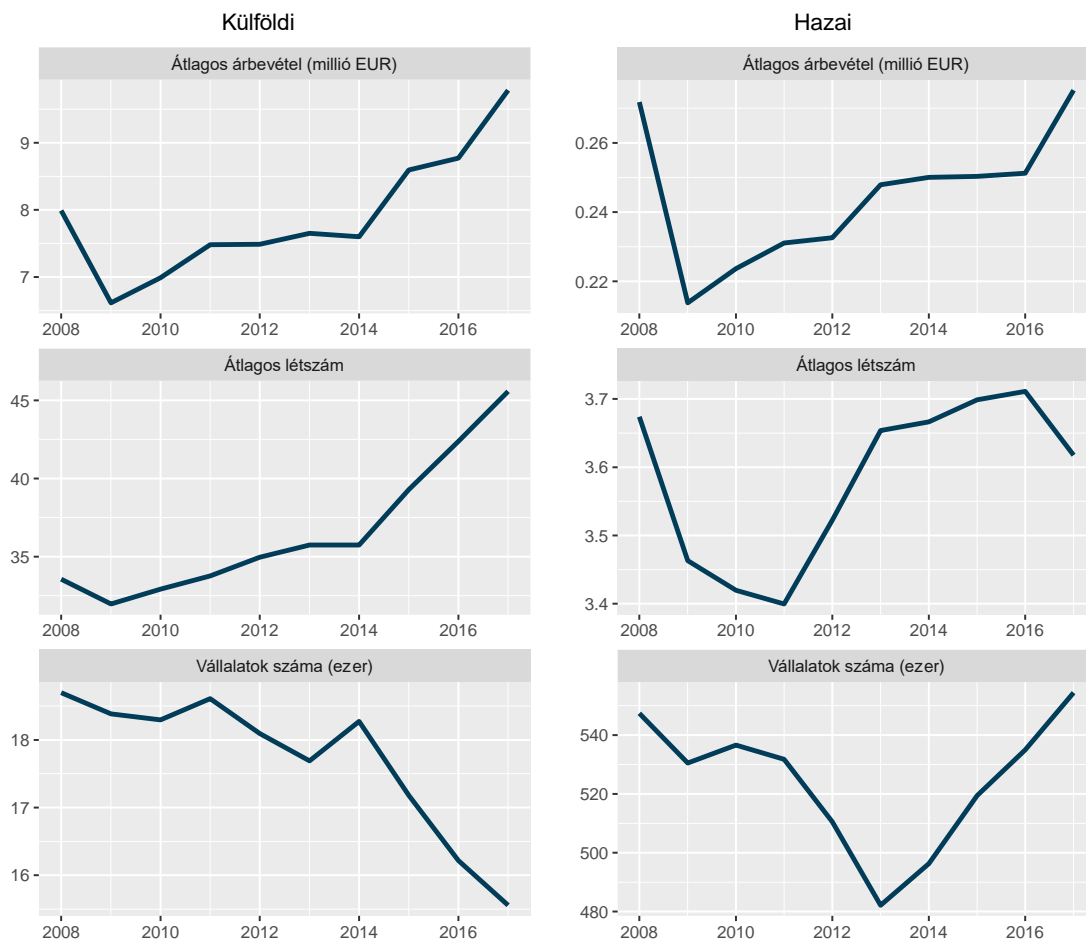 Külföldi
Hazai
Átlagos árbevétel (millió EUR)
9
8
7
2008 2010 2012 2014 2016
Átlagos árbevétel (millió EUR)
0.26
0.24
0.22
2008 2010 2012 2014 2016
Átlagos létszám
45
40
35
2008 2010 2012 2014 2016
Átlagos létszám
3.7
3.6
3.5
3.4
2008 2010 2012 2014 2016
Vállalatok száma (ezer)
18
17
16
2008 2010 2012 2014 2016
Vállalatok száma (ezer)
540
520
500
480
2008 2010 2012 2014 2016